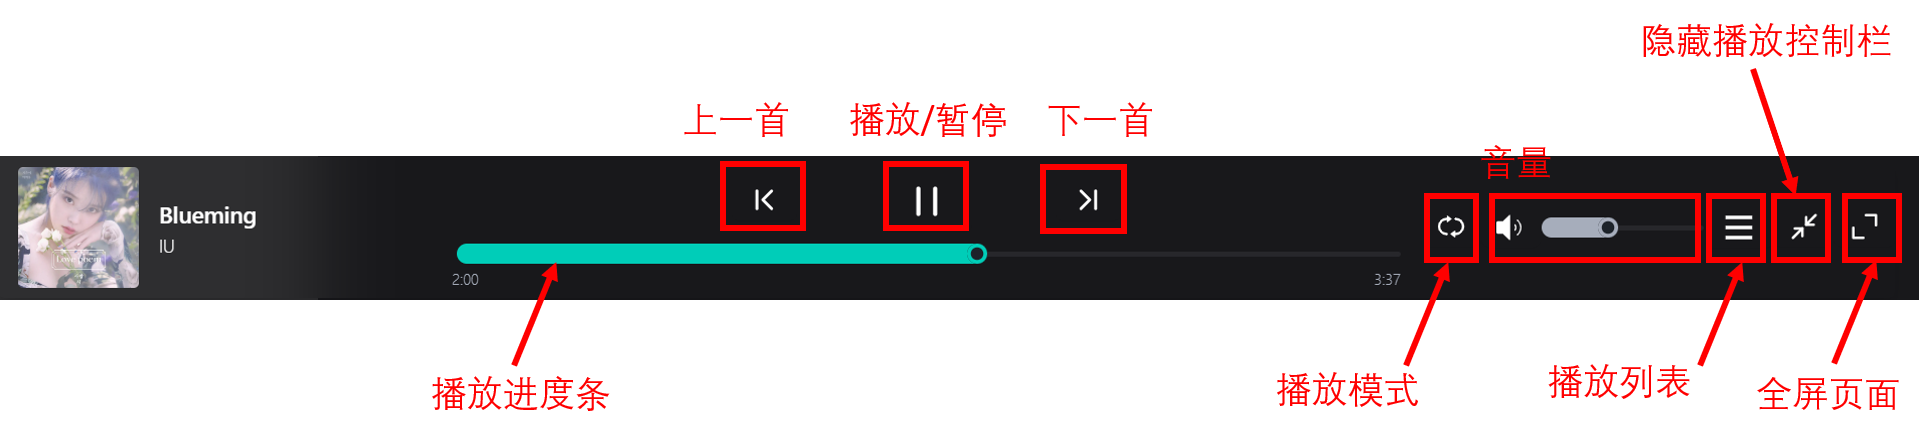 隐藏播放控制栏
上一首
播放/暂停
下一首
音量
Blueming
IU
Love poem
2:00
3:37
播放进度条
播放模式
播放列表
全屏页面